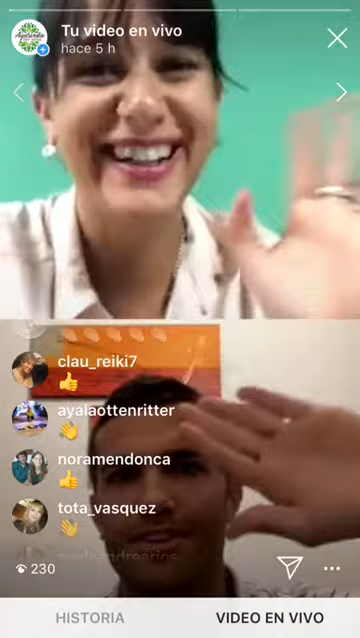 Tu video en vivo
hace 5 h
clau_reiki7
👍
ayalaottenritter
👋
noramendonca
👍
tota_vasquez
👋
230
HISTORIA
VIDEO EN VIVO